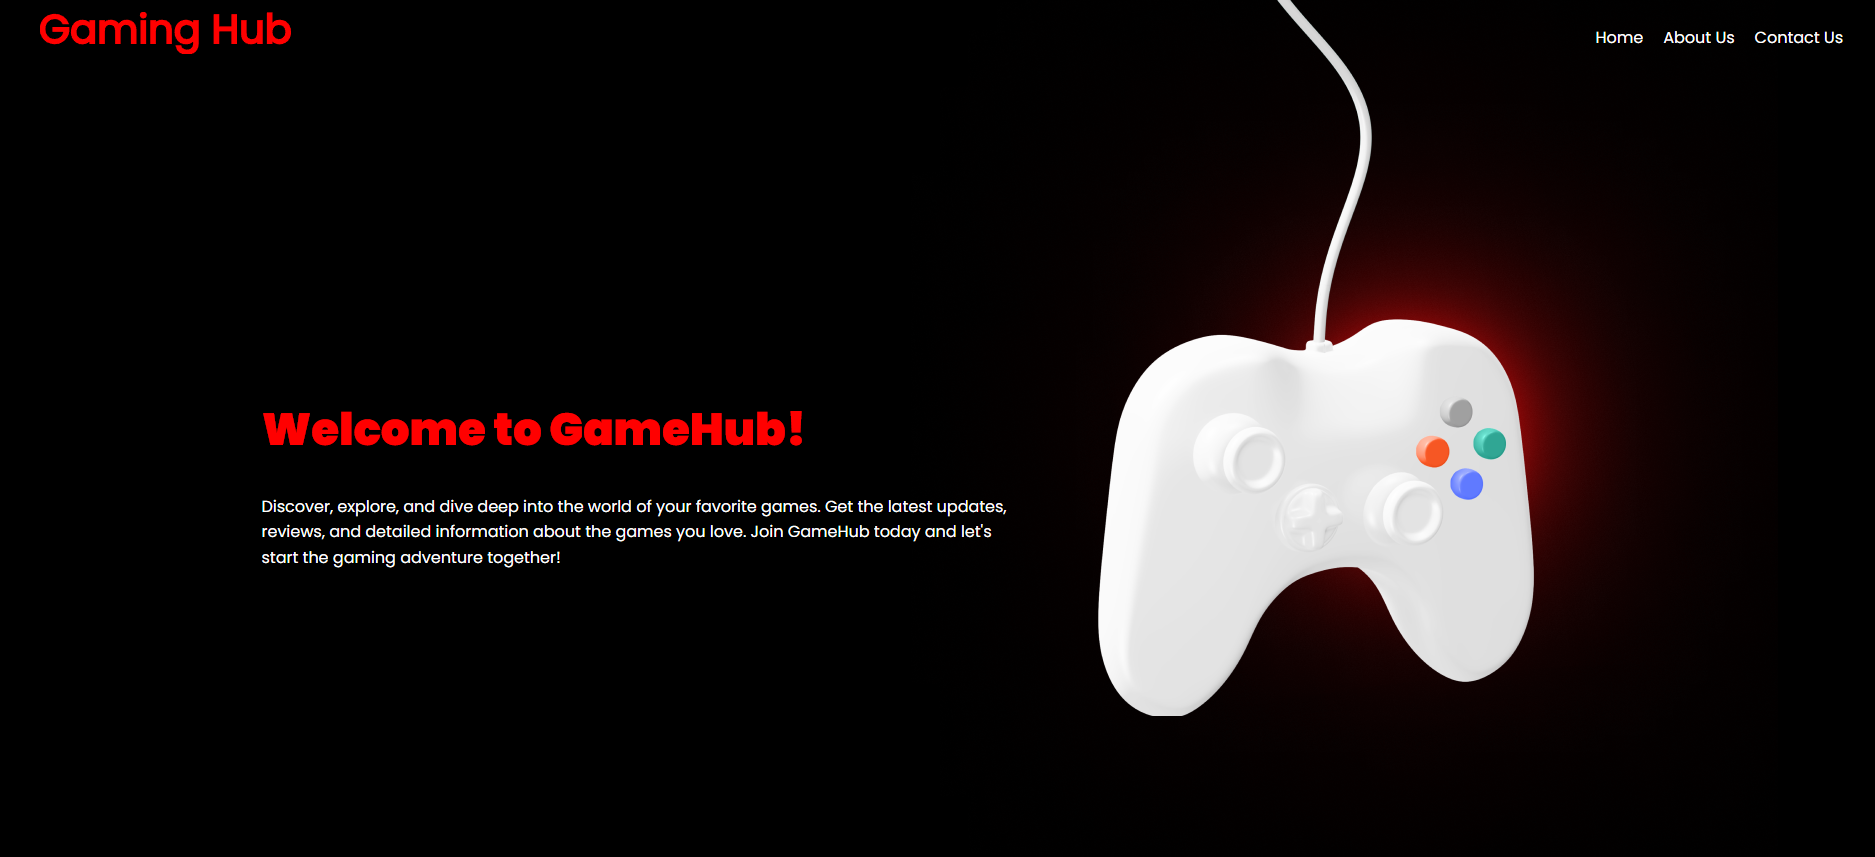 Gaming Hub
Home About Us Contact Us
Welcome to GameHub!
Discover, explore, and dive deep into the world of your favorite games. Get the latest updates,
reviews, and detailed information about the games you love. Join GameHub today and let's
start the gaming adventure together!